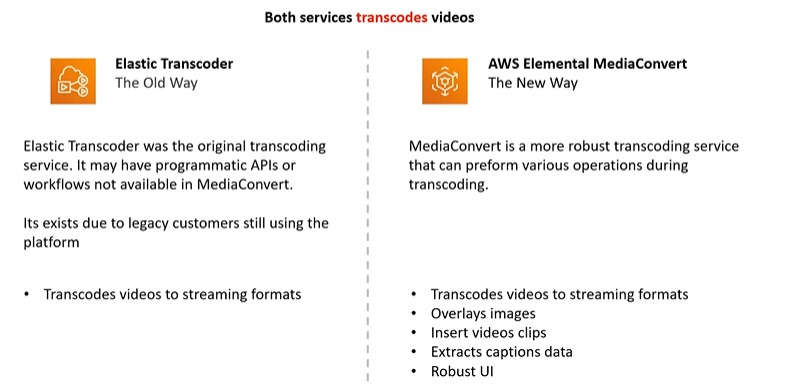 Both services transcodes videos
Elastic Transcoder
The Old Way
Elastic Transcoder was the original transcoding
service. It may have programmatic APIs or
workflows not available in MediaConvert.
Its exists due to legacy customers still using the
platform
• Transcodes videos to streaming formats
AWS Elemental MediaConvert
The New Way
MediaConvert is a more robust transcoding service
that can preform various operations during
transcoding.
• Transcodes videos to streaming formats
• Overlays images
• Insert videos clips
• Extracts captions data
• Robust UI